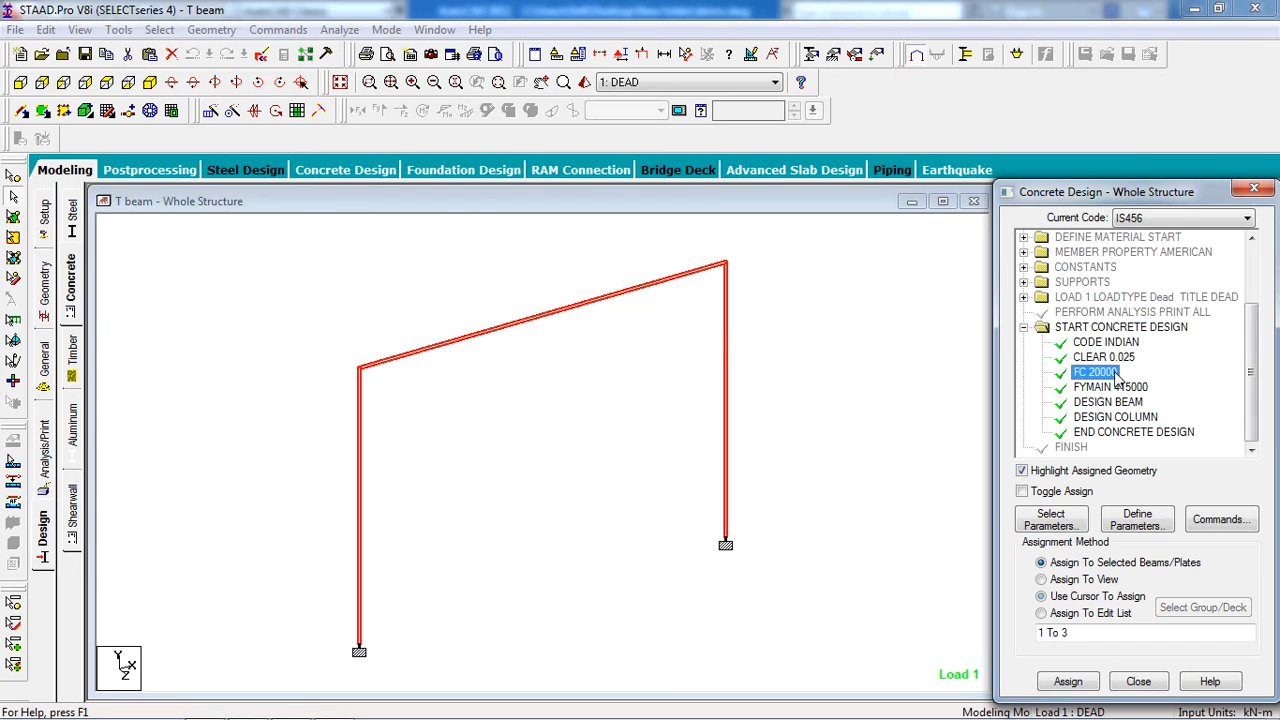 STAAD.Pro V8i (SELECTseries 4) - T beam
File Edit View Tools Select Geometry Commands Analyze Mode Window Help
1: DEAD
Modeling Postprocessing Steel Design Concrete Design Foundation Design RAM Connection Bridge Deck Advanced Slab Design Piping Earthquake
Setup
Geometry
General
Analysis/Print
Design
Steel
Concrete
Timber
Aluminum
Shearwall
T beam - Whole Structure
Load 1
Y
X
Z
Concrete Design - Whole Structure
Current Code: IS456
DEFINE MATERIAL START
MEMBER PROPERTY AMERICAN
CONSTANTS
SUPPORTS
LOAD 1 LOADTYPE Dead TITLE DEAD
PERFORM ANALYSIS PRINT ALL
START CONCRETE DESIGN
CODE INDIAN
CLEAR 0.025
FC 20000
FYMAIN 415000
DESIGN BEAM
DESIGN COLUMN
END CONCRETE DESIGN
FINISH
Highlight Assigned Geometry
Toggle Assign
Select Parameters..
Define Parameters..
Commands...
Assignment Method
Assign To Selected Beams/Plates
Assign To View
Use Cursor To Assign
Select Group/Deck
Assign To Edit List
1 To 3
Assign Close Help
For Help, press F1
Modeling Mo Load 1 : DEAD Input Units: kN-m